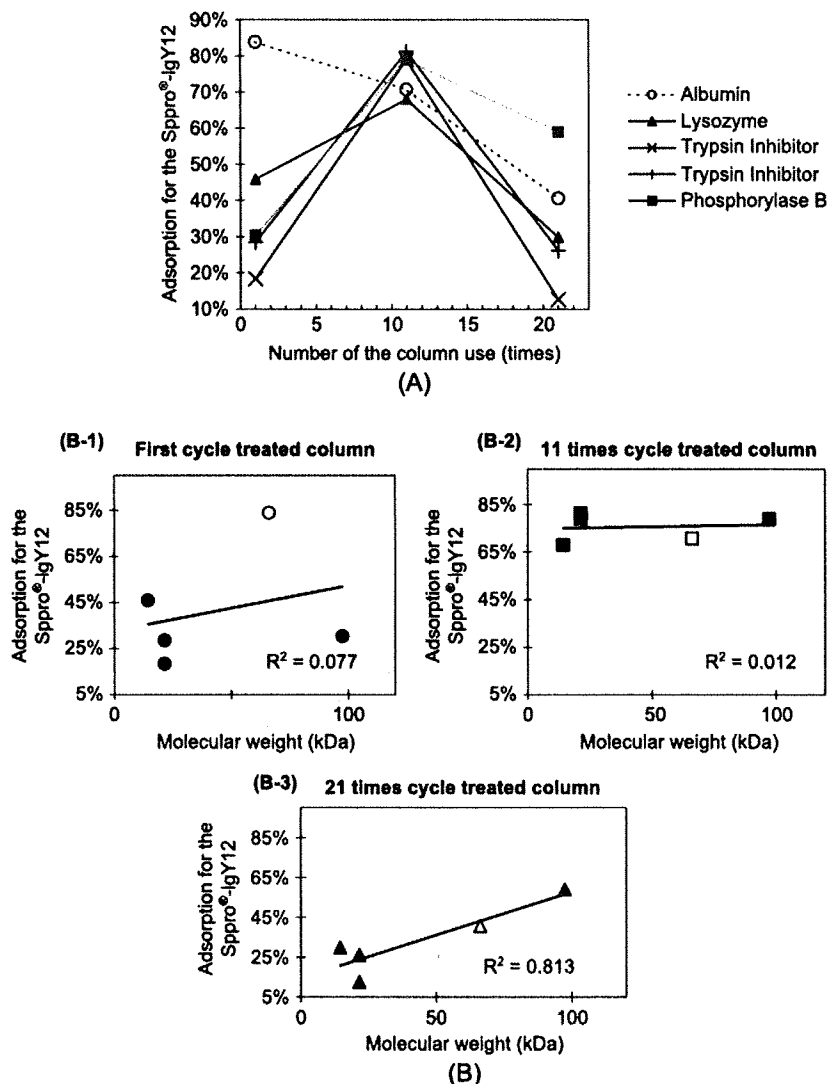 90%
80%
70%
60%
50%
40%
30%
20%
10%
Adsorption for the Sppro®-IgY12
0 5 10 15 20
Number of the column use (times)
Albumin
Lysozyme
Trypsin Inhibitor
Trypsin Inhibitor
Phosphorylase B
(A)
(B-1) First cycle treated column
85%
65%
45%
25%
5%
Adsorption for the
Sppro®-IgY12
R² = 0.077
0 100
Molecular weight (kDa)
(B-2) 11 times cycle treated column
85%
65%
45%
25%
5%
Adsorption for the
Sppro®-IgY12
R² = 0.012
0 50 100
Molecular weight (kDa)
(B-3) 21 times cycle treated column
85%
65%
45%
25%
5%
Adsorption for the
Sppro®-IgY12
R² = 0.813
0 50 100
Molecular weight (kDa)
(B)